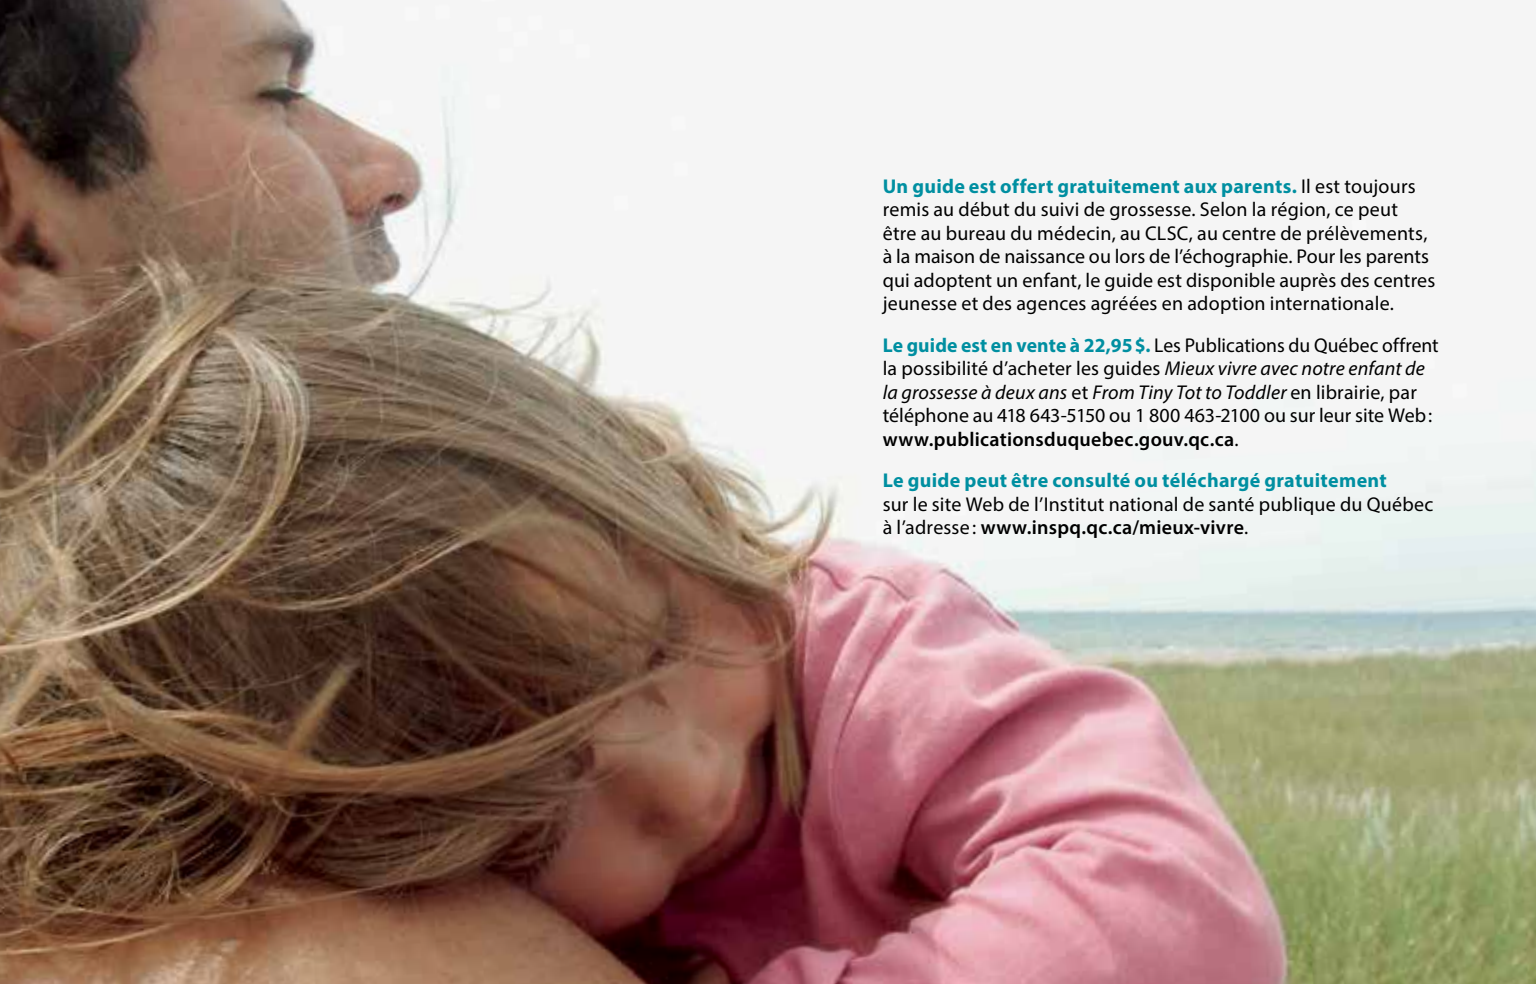 Un guide est offert gratuitement aux parents. Il est toujours
remis au début du suivi de grossesse. Selon la région, ce peut
être au bureau du médecin, au CLSC, au centre de prélèvements,
à la maison de naissance ou lors de l’échographie. Pour les parents
qui adoptent un enfant, le guide est disponible auprès des centres
jeunesse et des agences agréées en adoption internationale.
Le guide est en vente à 22,95 $. Les Publications du Québec offrent
la possibilité d’acheter les guides Mieux vivre avec notre enfant de
la grossesse à deux ans et From Tiny Tot to Toddler en librairie, par
téléphone au 418 643-5150 ou 1 800 463-2100 ou sur leur site Web :
www.publicationsduquebec.gouv.qc.ca.
Le guide peut être consulté ou téléchargé gratuitement
sur le site Web de l’Institut national de santé publique du Québec
à l’adresse : www.inspq.qc.ca/mieux-vivre.